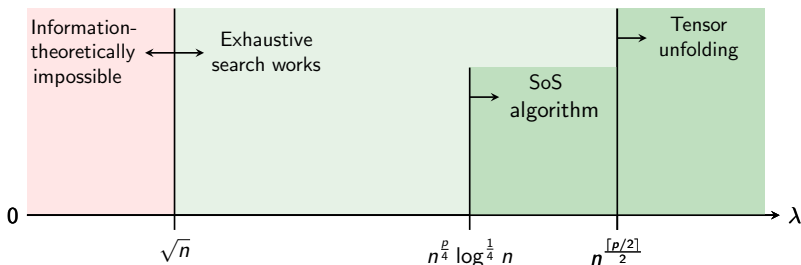 Information-
theoretically
impossible
Exhaustive
search works
Tensor
unfolding
SoS
algorithm
0
λ
√n
n^{p/4} log^{1/4} n
n^{⌈p/2⌉/2}